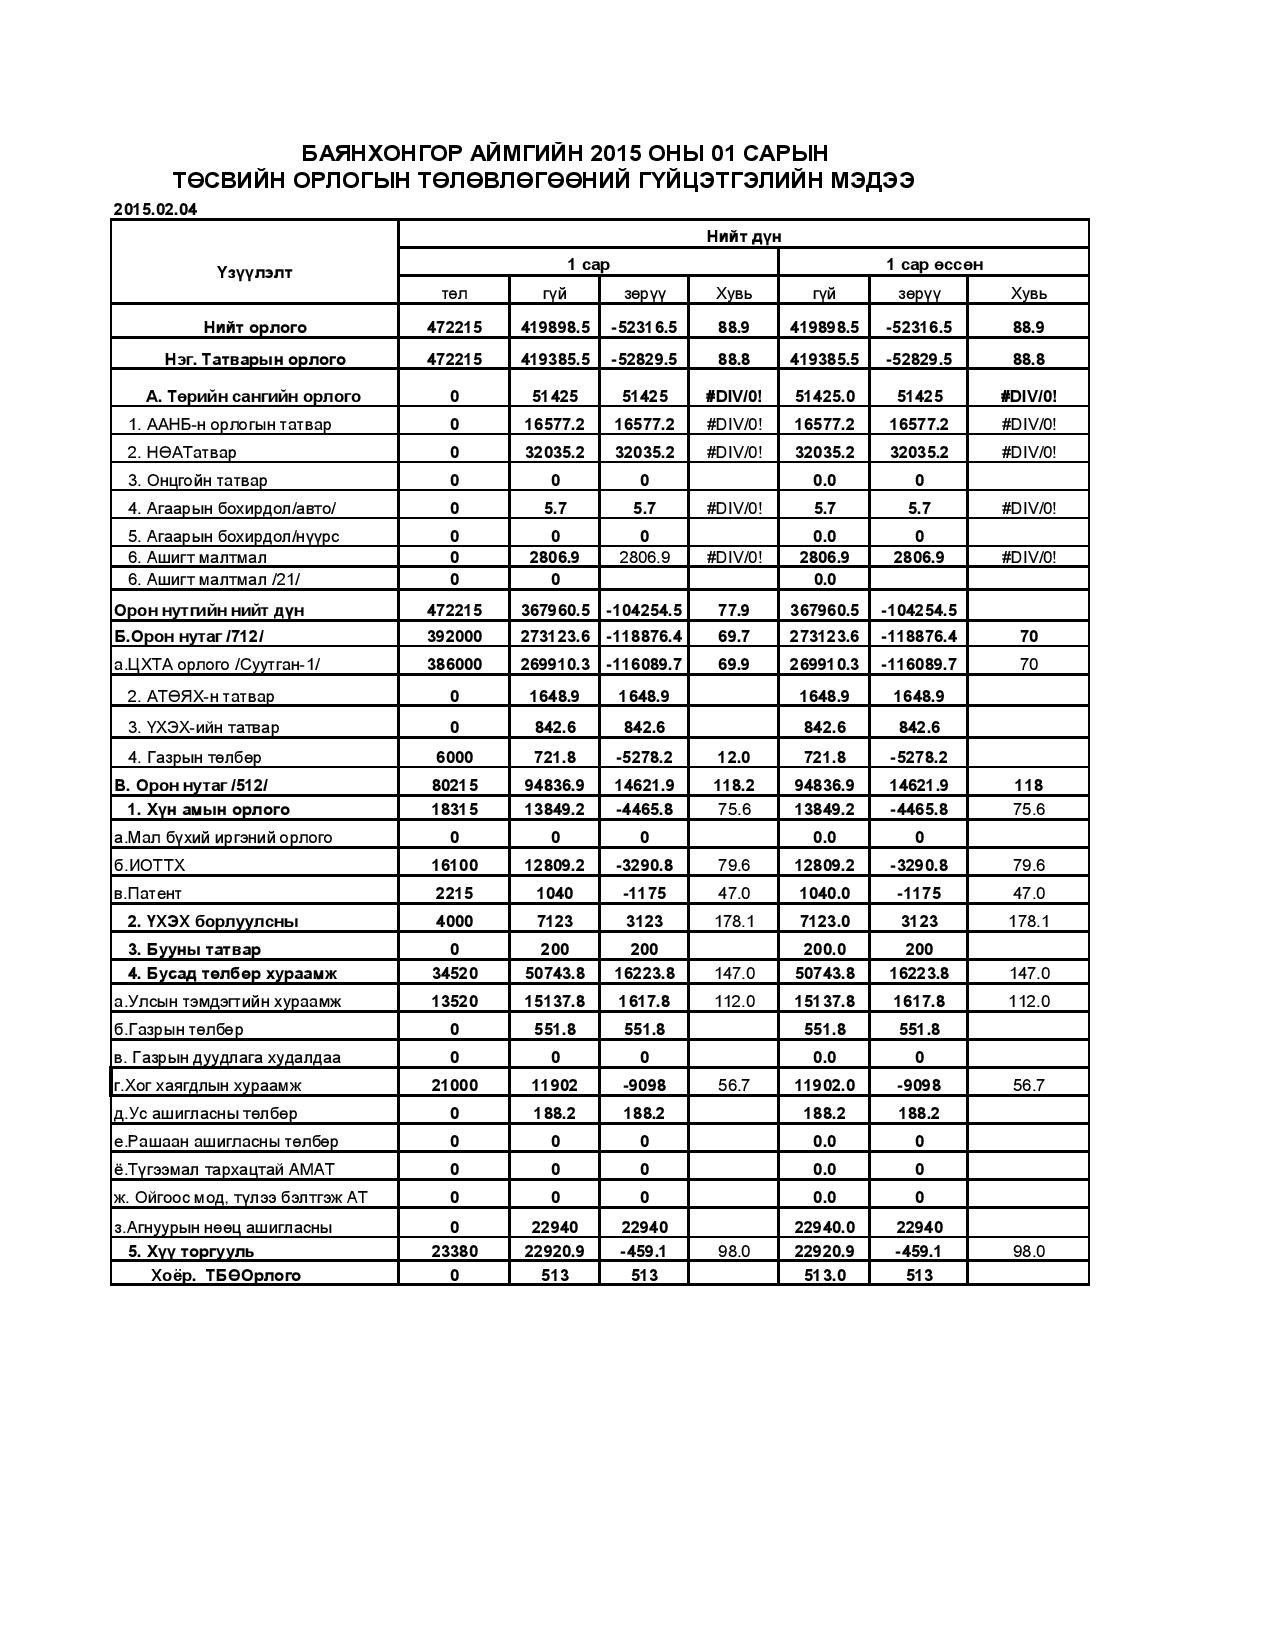 БАЯНХОНГОР АЙМГИЙН 2015 ОНЫ 01 САРЫН
ТӨСВИЙН ОРЛОГЫН ТӨЛӨВЛӨГӨӨНИЙ ГҮЙЦЭТГЭЛИЙН МЭДЭЭ
2015.02.04
Үзүүлэлт Нийт дүн
1 сар 1 сар өссөн
төл гүй зөрүү Хувь гүй зөрүү Хувь
Нийт орлого 472215 419898.5 -52316.5 88.9 419898.5 -52316.5 88.9
Нэг. Татварын орлого 472215 419385.5 -52829.5 88.8 419385.5 -52829.5 88.8
А. Төрийн сангийн орлого 0 51425 51425 #DIV/0! 51425.0 51425 #DIV/0!
1. ААНБ-н орлогын татвар 0 16577.2 16577.2 #DIV/0! 16577.2 16577.2 #DIV/0!
2. НӨАТатвар 0 32035.2 32035.2 #DIV/0! 32035.2 32035.2 #DIV/0!
3. Онцгойн татвар 0 0 0 0.0 0
4. Агаарын бохирдол/авто/ 0 5.7 5.7 #DIV/0! 5.7 5.7 #DIV/0!
5. Агаарын бохирдол/нүүрс 0 0 0 0.0 0
6. Ашигт малтмал 0 2806.9 2806.9 #DIV/0! 2806.9 2806.9 #DIV/0!
6. Ашигт малтмал /21/ 0 0 0.0
Орон нутгийн нийт дүн 472215 367960.5 -104254.5 77.9 367960.5 -104254.5
Б.Орон нутаг /712/ 392000 273123.6 -118876.4 69.7 273123.6 -118876.4 70
а.ЦХТА орлого /Суутган-1/ 386000 269910.3 -116089.7 69.9 269910.3 -116089.7 70
2. АТӨЯХ-н татвар 0 1648.9 1648.9 1648.9 1648.9
3. ҮХЭХ-ийн татвар 0 842.6 842.6 842.6 842.6
4. Газрын төлбөр 6000 721.8 -5278.2 12.0 721.8 -5278.2
В. Орон нутаг /512/ 80215 94836.9 14621.9 118.2 94836.9 14621.9 118
1. Хүн амын орлого 18315 13849.2 -4465.8 75.6 13849.2 -4465.8 75.6
а.Мал бүхий иргэний орлого 0 0 0 0.0 0
б.ИОТТХ 16100 12809.2 -3290.8 79.6 12809.2 -3290.8 79.6
в.Патент 2215 1040 -1175 47.0 1040.0 -1175 47.0
2. ҮХЭХ борлуулсны 4000 7123 3123 178.1 7123.0 3123 178.1
3. Бууны татвар 0 200 200 200.0 200
4. Бусад төлбөр хураамж 34520 50743.8 16223.8 147.0 50743.8 16223.8 147.0
а.Улсын тэмдэгтийн хураамж 13520 15137.8 1617.8 112.0 15137.8 1617.8 112.0
б.Газрын төлбөр 0 551.8 551.8 551.8 551.8
в. Газрын дуудлага худалдаа 0 0 0 0.0 0
г.Хог хаягдлын хураамж 21000 11902 -9098 56.7 11902.0 -9098 56.7
д.Ус ашигласны төлбөр 0 188.2 188.2 188.2 188.2
е.Рашаан ашигласны төлбөр 0 0 0 0.0 0
ё.Түгээмал тархацтай АМАТ 0 0 0 0.0 0
ж. Ойгоос мод, түлээ бэлтгэж АТ 0 0 0 0.0 0
з.Агнуурын нөөц ашигласны 0 22940 22940 22940.0 22940
5. Хүү торгууль 23380 22920.9 -459.1 98.0 22920.9 -459.1 98.0
Хоёр. ТБӨОрлого 0 513 513 513.0 513